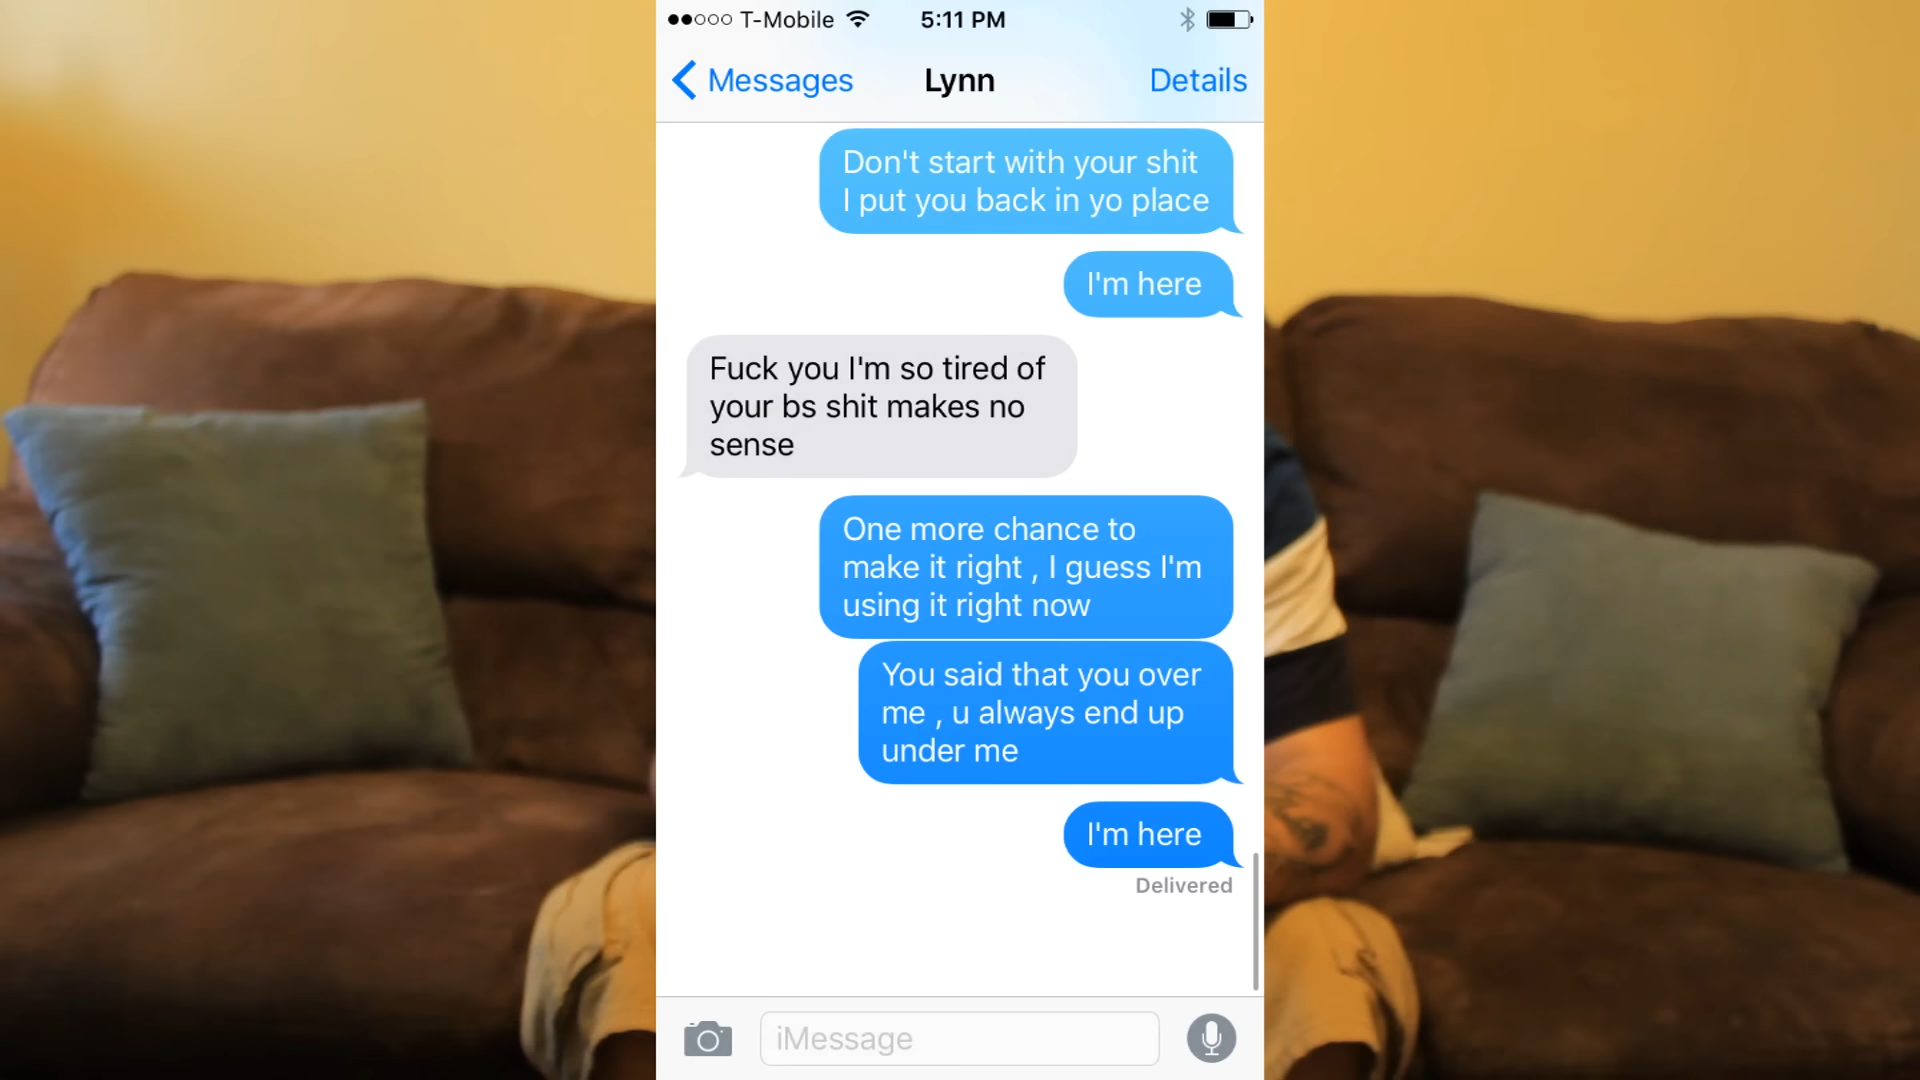 T-Mobile 5:11 PM
Messages Lynn Details
Don't start with your shit
I put you back in yo place
I'm here
Fuck you I'm so tired of
your bs shit makes no
sense
One more chance to
make it right , I guess I'm
using it right now
You said that you over
me , u always end up
under me
I'm here
Delivered
iMessage